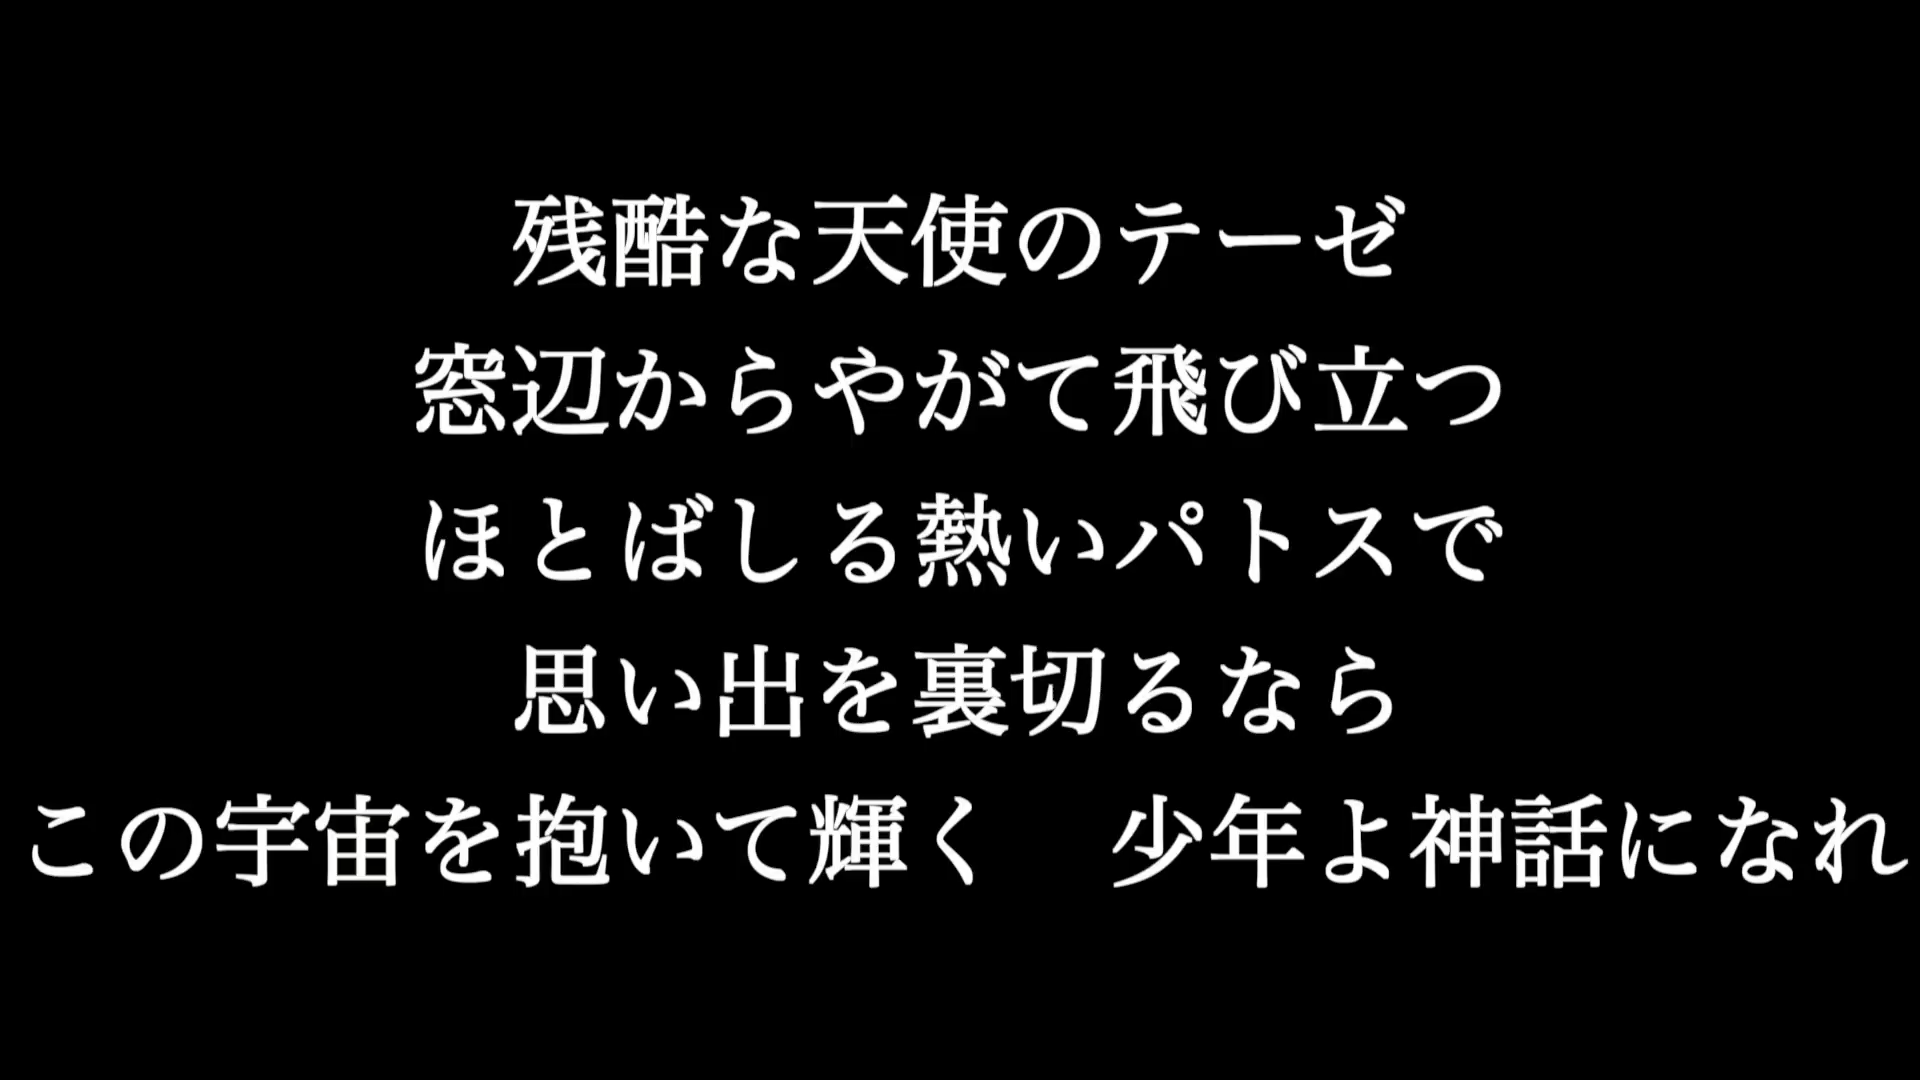 残酷な天使のテーゼ
窓辺からやがて飛び立つ
ほとばしる熱いパトスで
思い出を裏切るなら
この宇宙を抱いて輝く　少年よ神話になれ